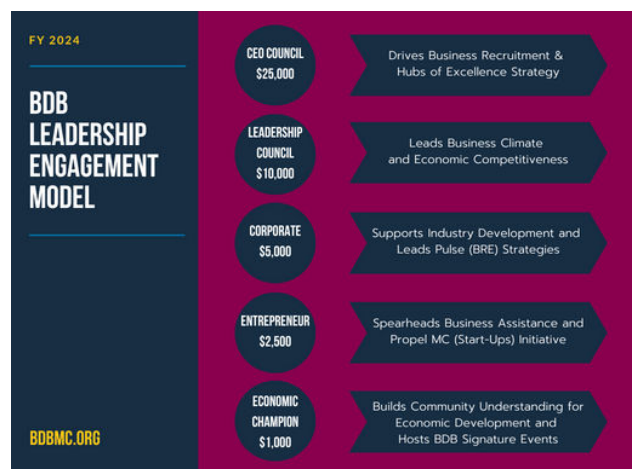 FY 2024
BDB
LEADERSHIP
ENGAGEMENT
MODEL
BDBMC.ORG
CEO COUNCIL
$25,000
Drives Business Recruitment &
Hubs of Excellence Strategy
LEADERSHIP
COUNCIL
$10,000
Leads Business Climate
and Economic Competitiveness
CORPORATE
$5,000
Supports Industry Development and
Leads Pulse (BRE) Strategies
ENTREPRENEUR
$2,500
Spearheads Business Assistance and
Propel MC (Start-Ups) Initiative
ECONOMIC
CHAMPION
$1,000
Builds Community Understanding for
Economic Development and
Hosts BDB Signature Events